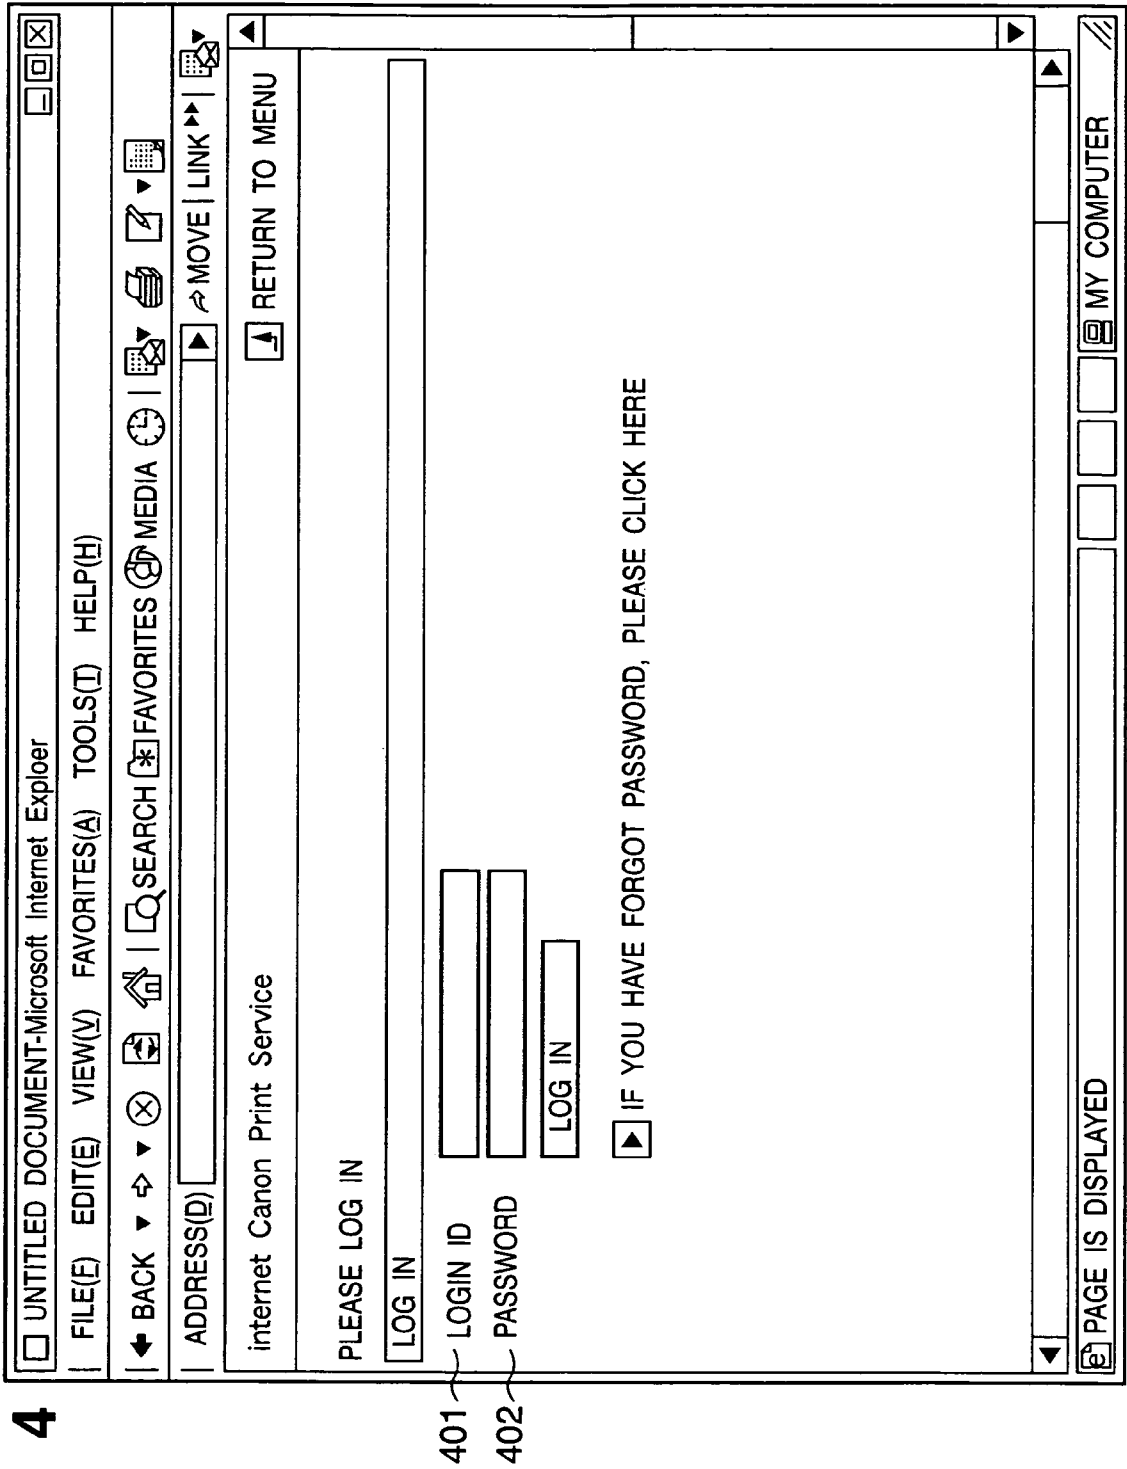 4
UNTITLED DOCUMENT-Microsoft Internet Exploer
FILE(F) EDIT(E) VIEW(V) FAVORITES(A) TOOLS(T) HELP(H)
BACK SEARCH FAVORITES MEDIA
ADDRESS(D) MOVE LINK
internet Canon Print Service RETURN TO MENU
PLEASE LOG IN
LOG IN
401 LOGIN ID
402 PASSWORD
LOG IN
IF YOU HAVE FORGOT PASSWORD, PLEASE CLICK HERE
PAGE IS DISPLAYED MY COMPUTER